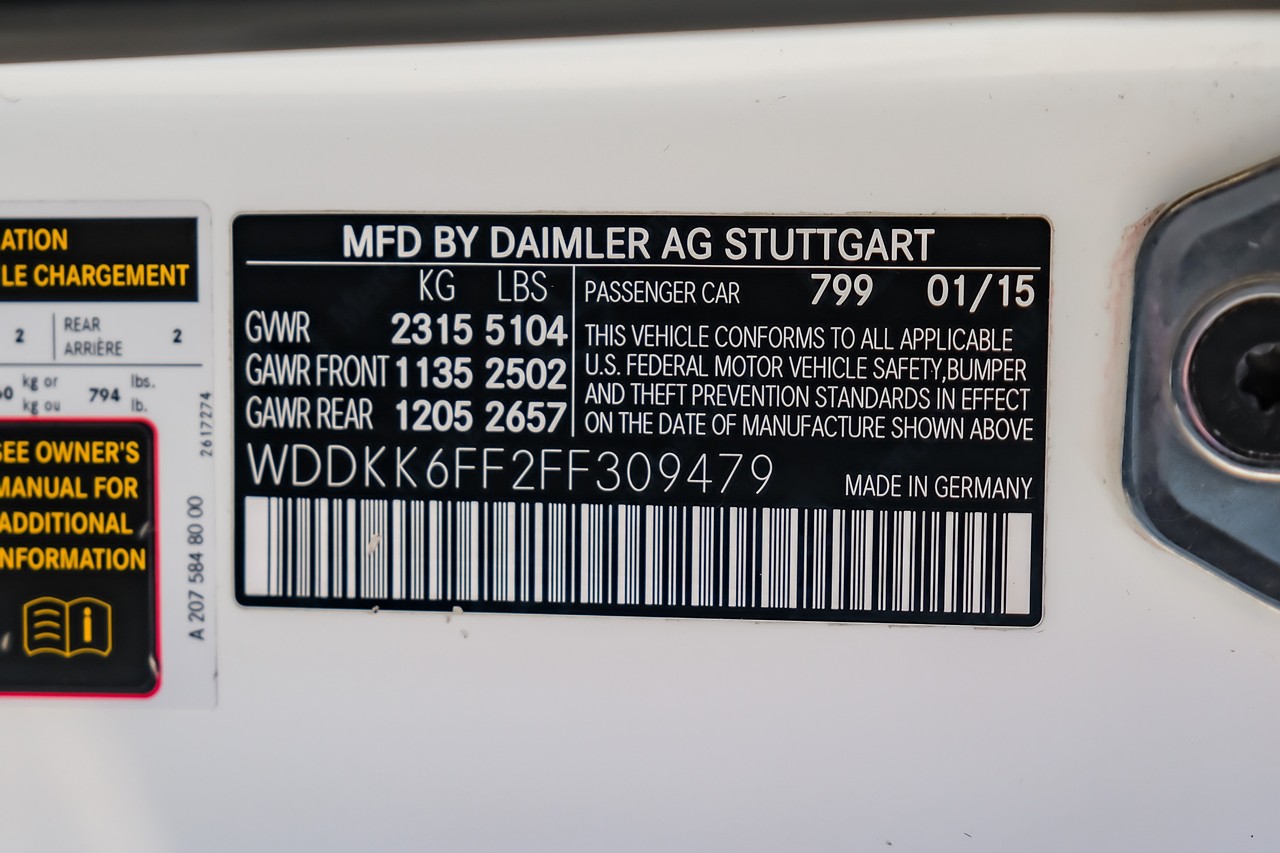 ATION
LE CHARGEMENT
2 REAR ARRIÈRE 2
kg or kg ou 794 lbs. lb.
SEE OWNER'S
MANUAL FOR
ADDITIONAL
INFORMATION
2617274
A 207 584 80 00
MFD BY DAIMLER AG STUTTGART
KG LBS
GVWR 2315 5104
GAWR FRONT 1135 2502
GAWR REAR 1205 2657
PASSENGER CAR 799 01/15
THIS VEHICLE CONFORMS TO ALL APPLICABLE
U.S. FEDERAL MOTOR VEHICLE SAFETY,BUMPER
AND THEFT PREVENTION STANDARDS IN EFFECT
ON THE DATE OF MANUFACTURE SHOWN ABOVE
WDDKK6FF2FF309479
MADE IN GERMANY